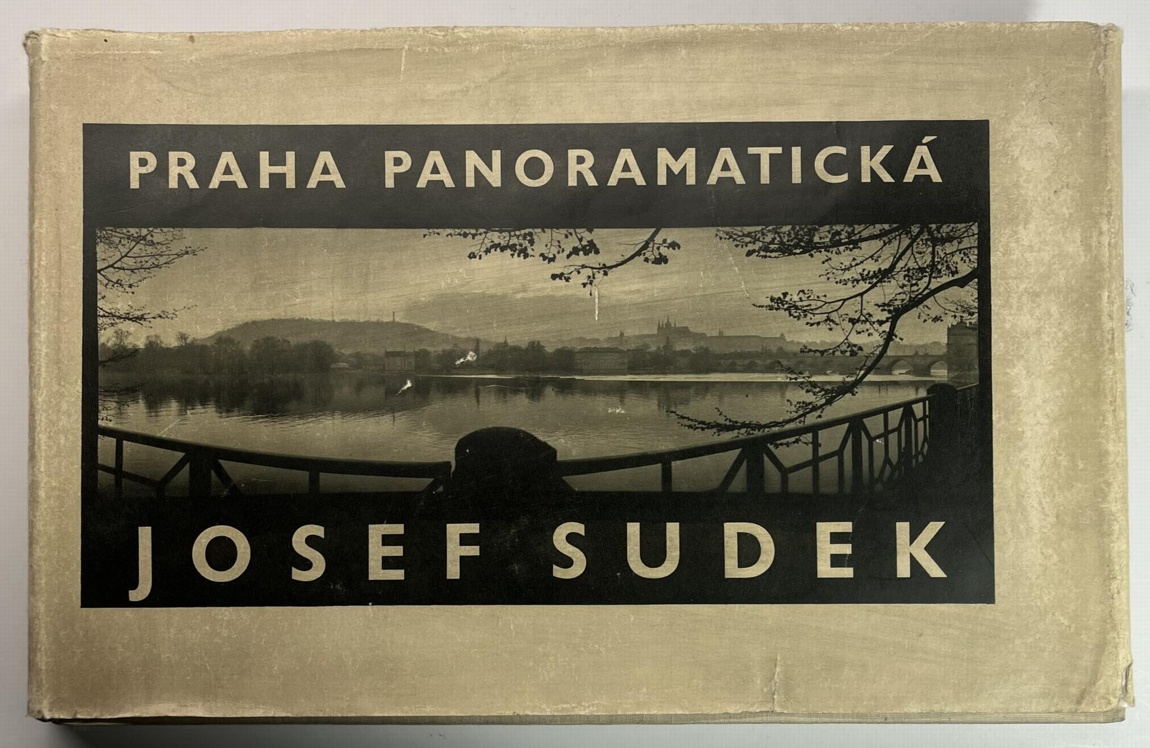 PRAHA PANORAMATICKÁ
JOSEF SUDEK